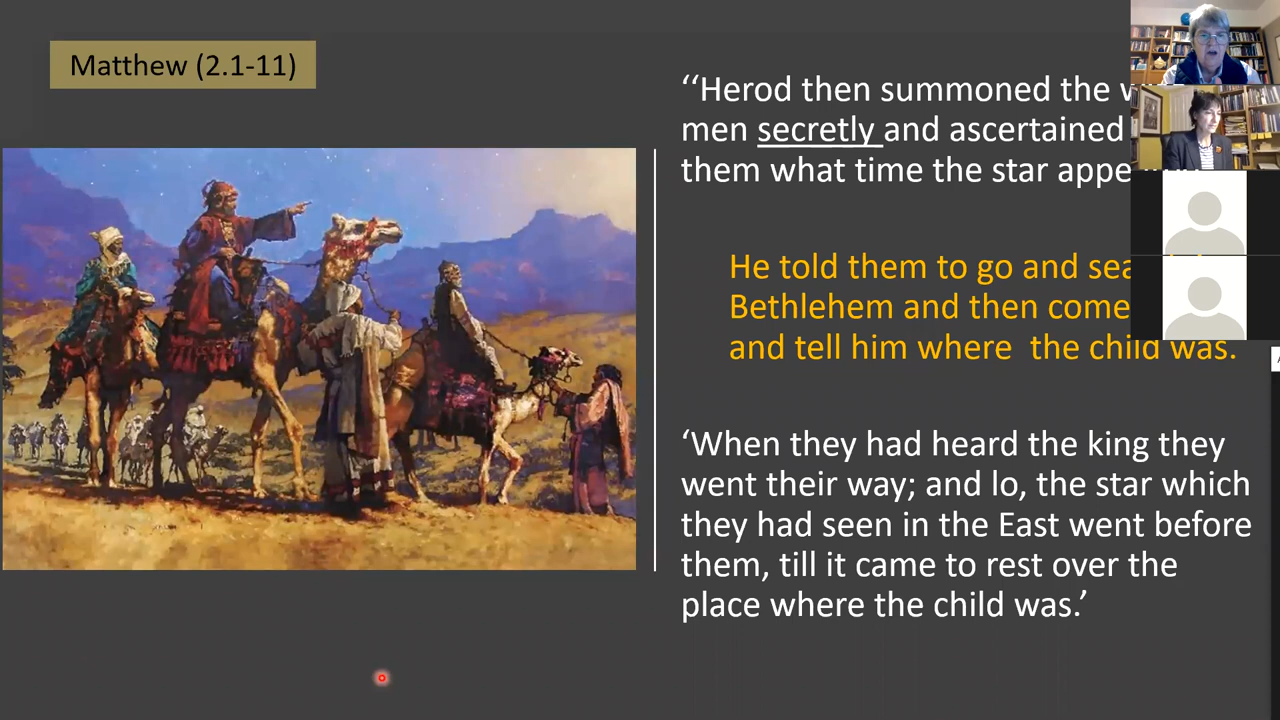 Matthew (2.1-11)
‘‘Herod then summoned the
men secretly and ascertained
them what time the star
He told them to go and
Bethlehem and then come
and tell him where the child was.
‘When they had heard the king they
went their way; and lo, the star which
they had seen in the East went before
them, till it came to rest over the
place where the child was.’